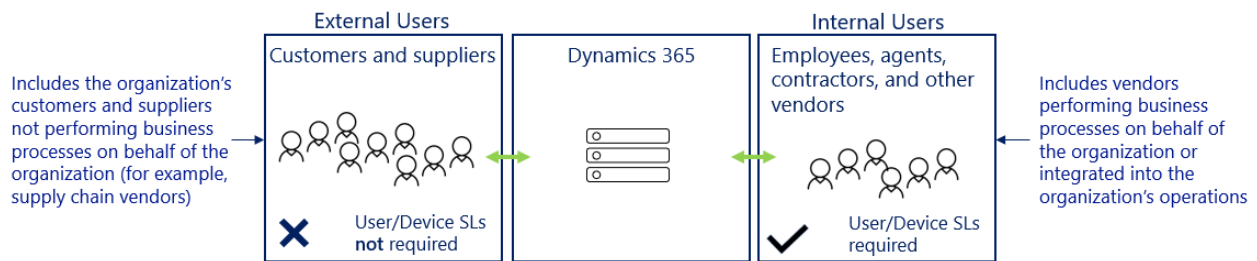 External Users
Internal Users
Includes the organization's
customers and suppliers
not performing business
processes on behalf of the
organization (for example,
supply chain vendors)
Customers and suppliers
User/Device SLs
not required
Dynamics 365
Employees, agents,
contractors, and other
vendors
User/Device SLs
required
Includes vendors
performing business
processes on behalf of
the organization or
integrated into the
organization's operations